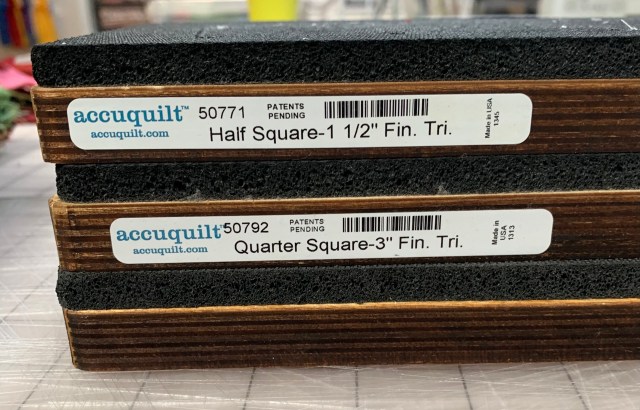 accuquilt™ 50771 PATENTS PENDING
accuquilt.com
Half Square-1 1/2" Fin. Tri.
Made in USA
1345
accuquilt 50792 PATENTS PENDING
accuquilt.com
Quarter Square-3" Fin. Tri.
Made in
USA
1313